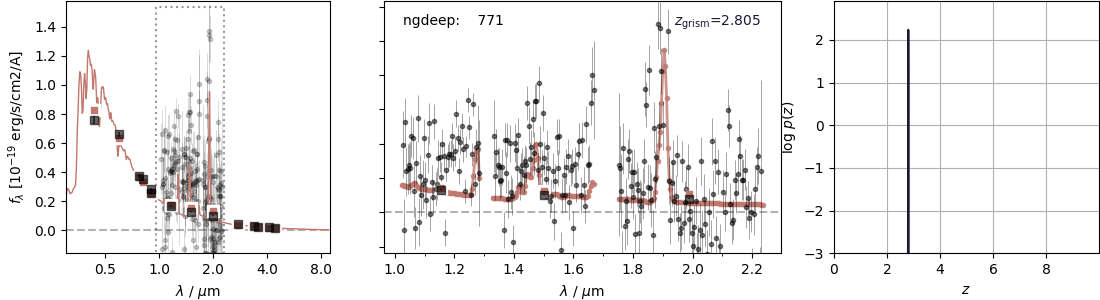 1.4
1.2
1.0
0.8
0.6
0.4
0.2
0.0
f_λ [10⁻¹⁹ erg/s/cm2/A]
0.5 1.0 2.0 4.0 8.0
λ / μm
ngdeep: 771
z_grism=2.805
1.0 1.2 1.4 1.6 1.8 2.0 2.2
λ / μm
2
1
0
−1
−2
−3
log p(z)
0 2 4 6 8
z